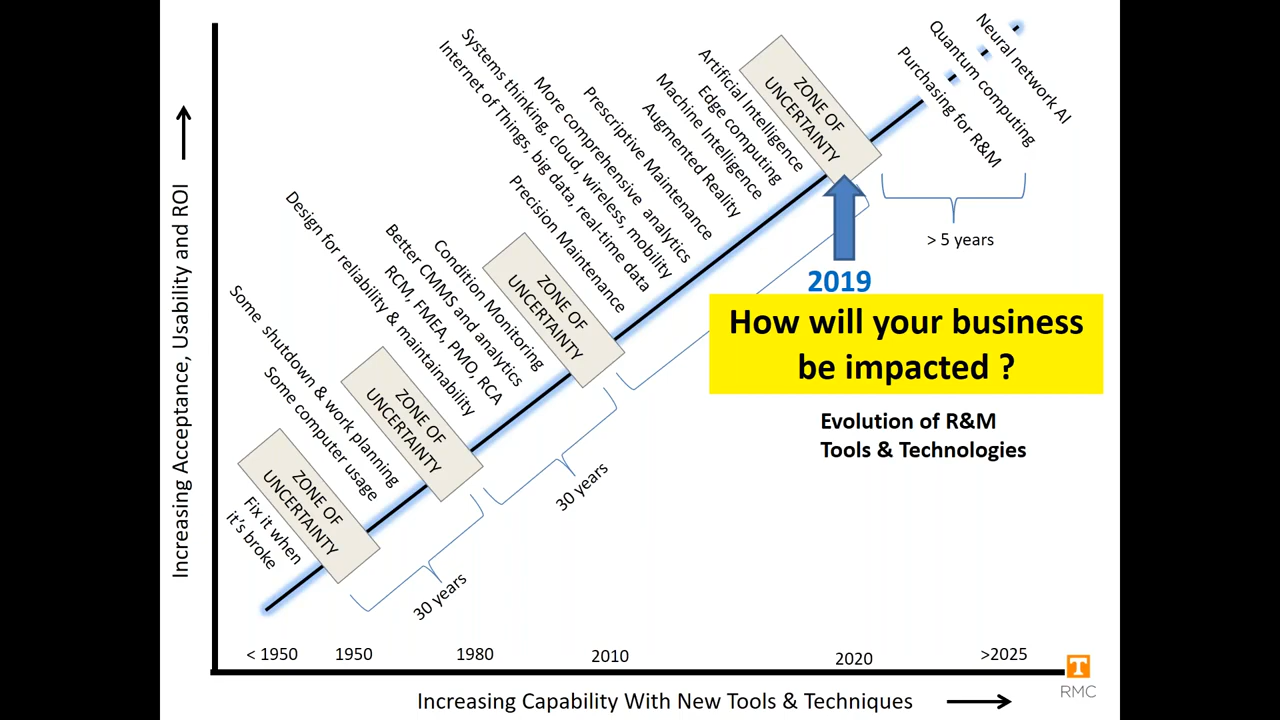 Increasing Acceptance, Usability and ROI
Fix it when
it's broke
ZONE OF
UNCERTAINTY
Some shutdown & work planning
Some computer usage
ZONE OF
UNCERTAINTY
Design for reliability & maintainability
RCM, FMEA, PMO, RCA
Better CMMS and analytics
Condition Monitoring
ZONE OF
UNCERTAINTY
Precision Maintenance
Internet of Things, big data, real-time data
Systems thinking, cloud, wireless, mobility
More comprehensive analytics
Prescriptive Maintenance
Augmented Reality
Machine Intelligence
Edge computing
Artificial Intelligence
ZONE OF
UNCERTAINTY
Purchasing for R&M
Quantum computing
Neural network AI
> 5 years
2019
How will your business
be impacted ?
Evolution of R&M
Tools & Technologies
30 years
30 years
< 1950
1950
1980
2010
2020
>2025
Increasing Capability With New Tools & Techniques
T
RMC